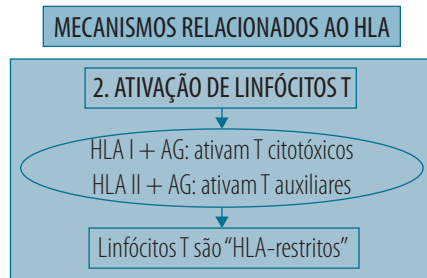 MECANISMOS RELACIONADOS AO HLA
2. ATIVAÇÃO DE LINFÓCITOS T
HLA I + AG: ativam T citotóxicos
HLA II + AG: ativam T auxiliares
Linfócitos T são “HLA-restritos”